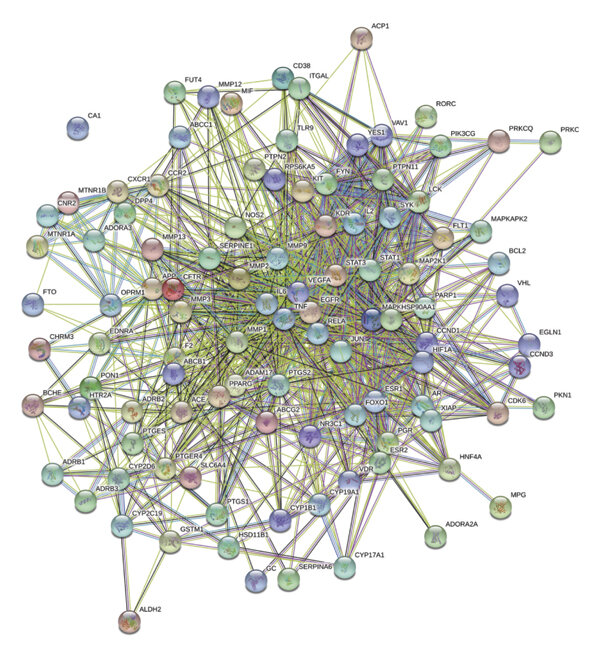 ACP1
CD38
ITGAL
FUT4
MMP12
MIF
RORC
CA1
ABCC1
TLR9
YES1
VAV1
PIK3CG
PRKCQ
PRKC
PTPN2
RPS6KA5
FYN
PTPN11
CCR2
KIT
LCK
MTNR1B
CXCR1
CNR2
DPP4
NOS2
KDR
IL2
SYK
FLT1
MAPKAPK2
MTNR1A
ADORA3
MMP13
SERPINE1
MMP9
STAT3
STAT1
MAP2K1
BCL2
APP
CFTR
MMP2
VEGFA
FTO
OPRM1
MMP3
IL6
EGFR
PARP1
VHL
TNF
MAPK
HSP90AA1
RELA
EDNRA
MMP1
CCND1
EGLN1
CHRM3
F2
JUN
HIF1A
CCND3
ABCB1
ADAM17
PTGS2
PON1
PPARG
ESR1
AR
BCHE
HTR2A
ADRB2
ACE
ABCG2
FOXO1
XIAP
CDK6
PKN1
PTGES
NR3C1
PGR
ESR2
ADRB1
PTGER4
SLC6A4
VDR
HNF4A
CYP2D6
ADRB3
CYP19A1
MPG
CYP2C19
PTGS1
CYP1B1
ADORA2A
GSTM1
HSD11B1
CYP17A1
GC
SERPINA6
ALDH2